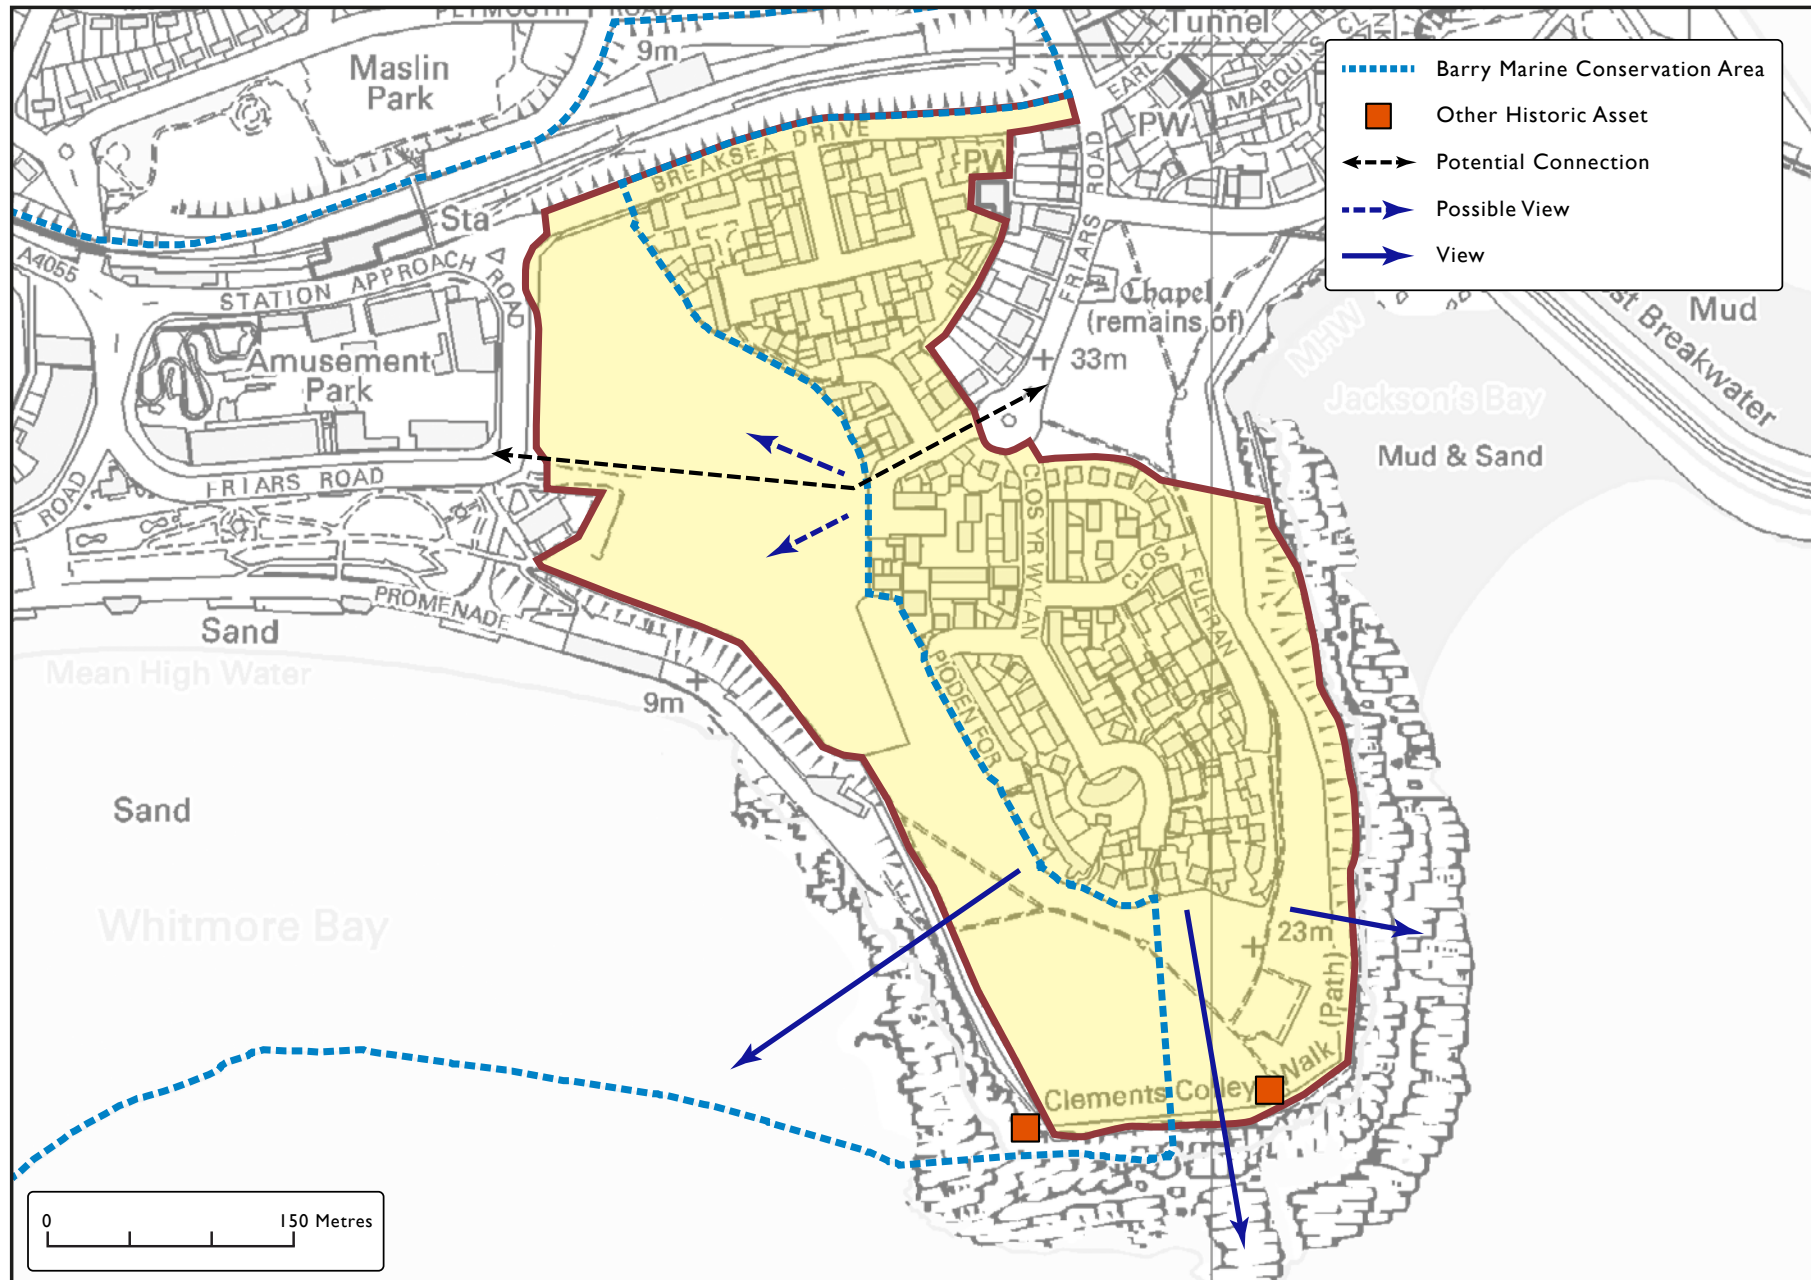 PLYMOUTH ROAD
Tunnel
9m
Maslin
Park
EARL
MARQUIS
PW
Barry Marine Conservation Area
Other Historic Asset
Potential Connection
Possible View
View
BREAKSEA DRIVE
PW
ROAD
FRIARS
Sta
A4055
STATION APPROACH
ROAD
Chapel
(remains of)
33m
MHW
Mud
Breakwater
Amusement
Park
Jackson's Bay
Mud & Sand
FRIARS ROAD
ROAD
CLOS YR WYLAN
CLOS Y FULFRAN
PROMENADE
Sand
Mean High Water
9m
PIODEN FOR
Sand
Whitmore Bay
23m
(Path)
Clements Colley Walk
0
150 Metres